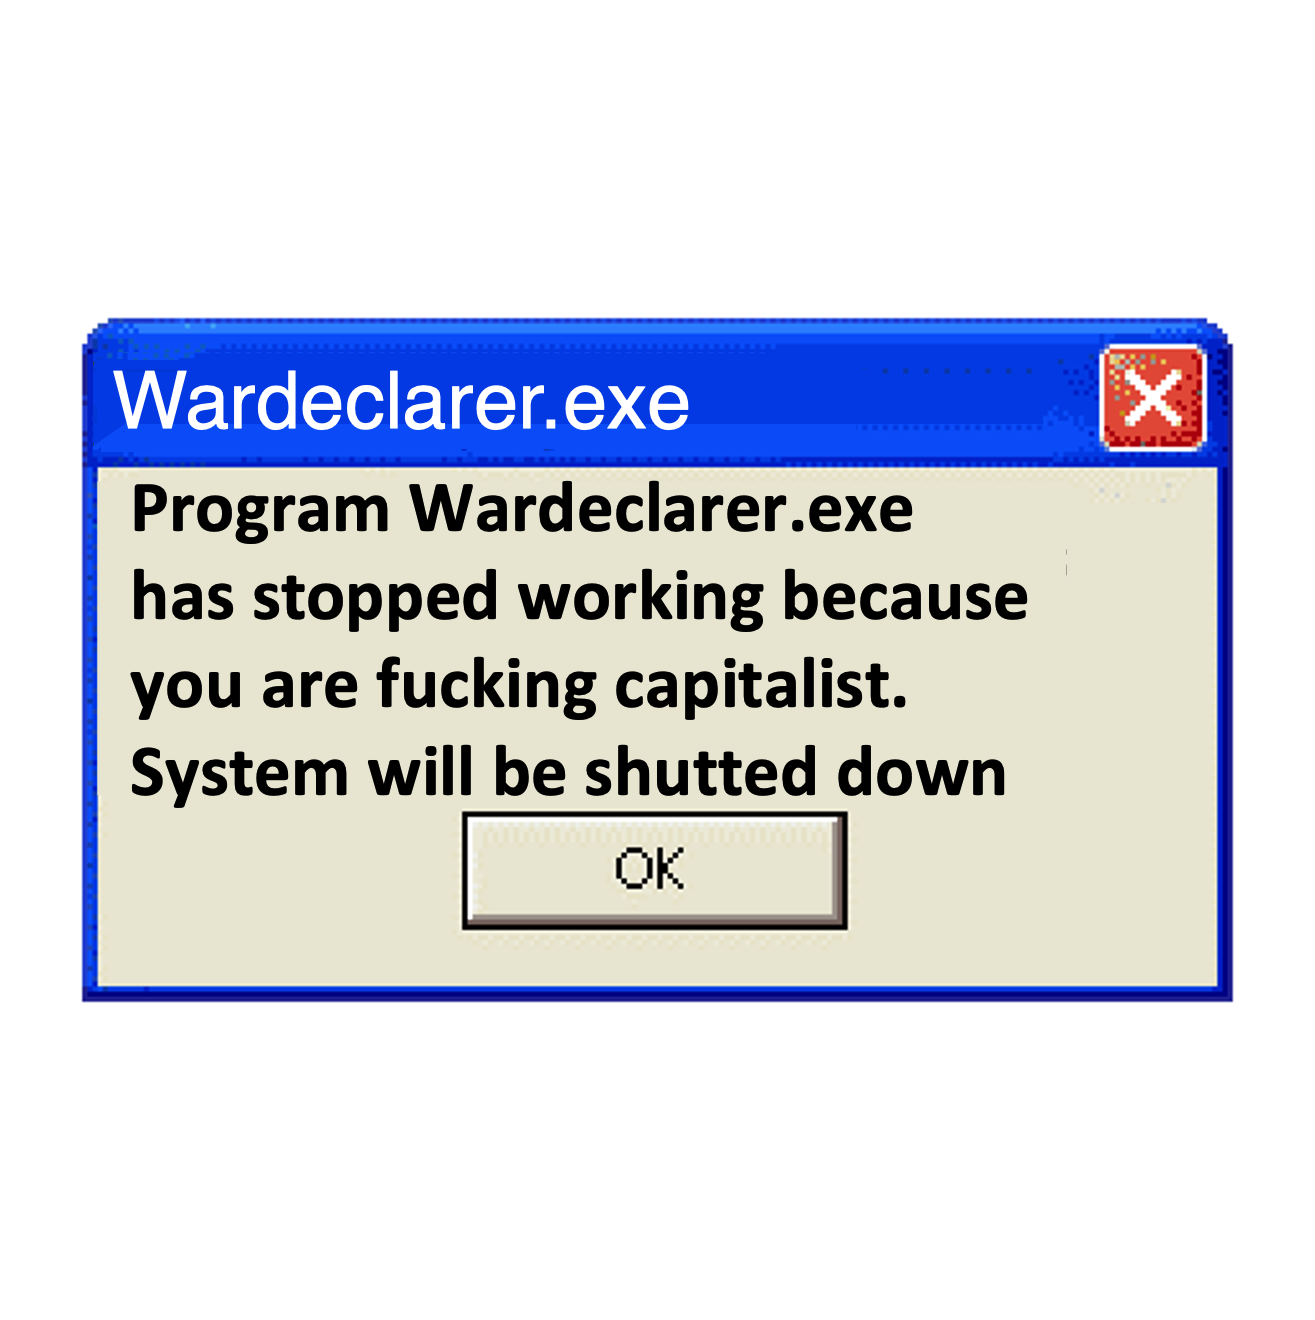 Wardeclarer.exe
Program Wardeclarer.exe
has stopped working because
you are fucking capitalist.
System will be shutted down
OK